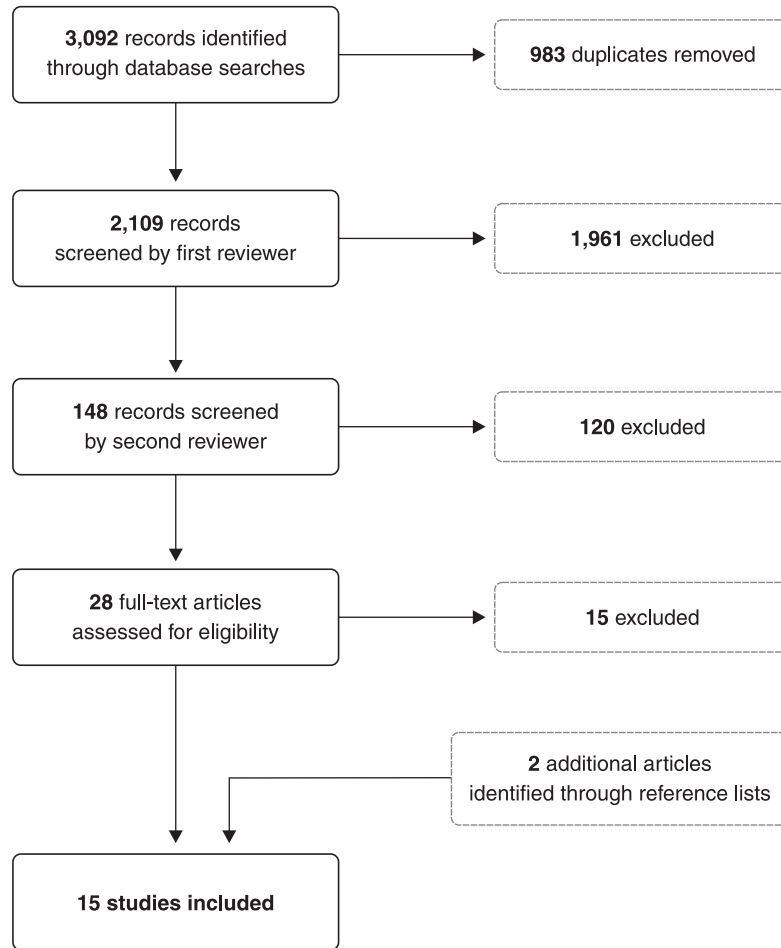 3,092 records identified
through database searches
983 duplicates removed
2,109 records
screened by first reviewer
1,961 excluded
148 records screened
by second reviewer
120 excluded
28 full-text articles
assessed for eligibility
15 excluded
2 additional articles
identified through reference lists
15 studies included